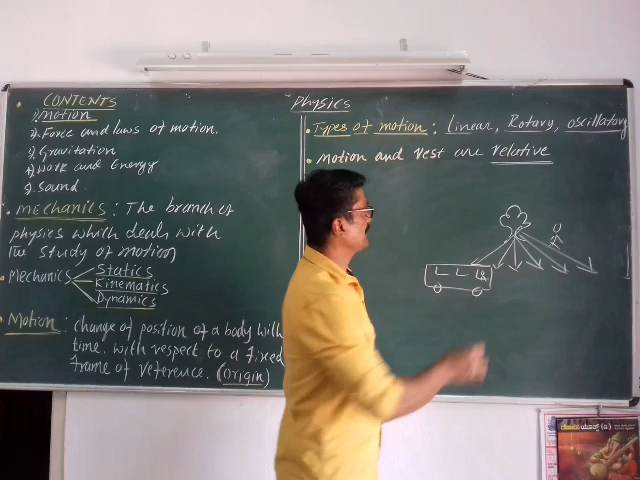 Physics
CONTENTS
1) Motion
2) Force and laws of motion.
3) Gravitation
4) Work and Energy
5) Sound
Mechanics : The branch of
physics which deals with
the study of motion
Mechanics
Statics
Kinematics
Dynamics
Motion : change of position of a body with
time. with respect to a fixed
frame of reference. (origin)
Types of motion : Linear, Rotary, oscillatory
Motion and rest are relative